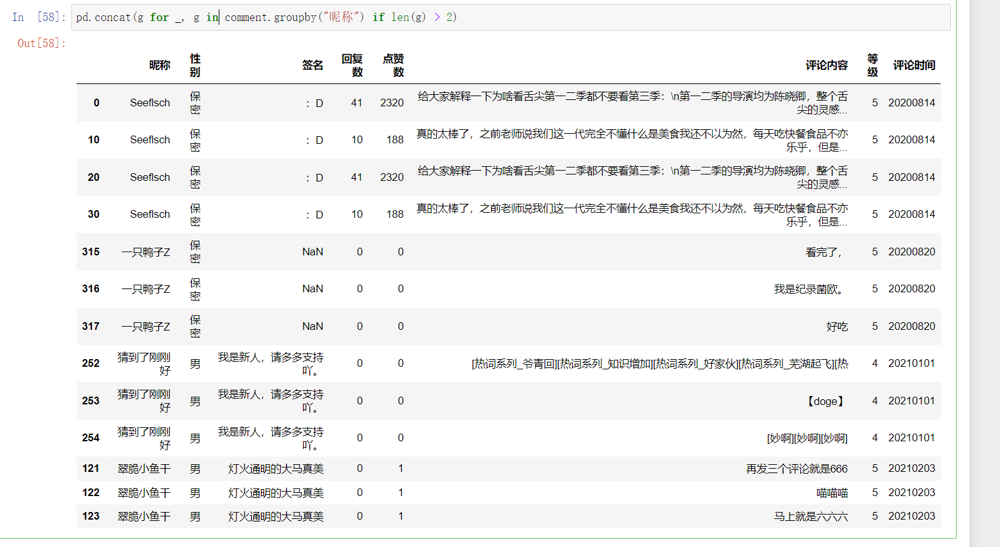 In [58]: pd.concat(g for _, g in comment.groupby("昵称") if len(g) > 2)
Out[58]:
昵称 性别 签名 回复数 点赞数 评论内容 等级 评论时间
0 Seeflsch 保密 ：D 41 2320 给大家解释一下为啥看舌尖第一二季都不要看第三季：\n第一二季的导演均为陈晓卿，整个舌尖的灵感... 5 20200814
10 Seeflsch 保密 ：D 10 188 真的太棒了，之前老师说我们这一代完全不懂什么是美食我还不以为然，每天吃快餐食品不亦乐乎，但是... 5 20200814
20 Seeflsch 保密 ：D 41 2320 给大家解释一下为啥看舌尖第一二季都不要看第三季：\n第一二季的导演均为陈晓卿，整个舌尖的灵感... 5 20200814
30 Seeflsch 保密 ：D 10 188 真的太棒了，之前老师说我们这一代完全不懂什么是美食我还不以为然，每天吃快餐食品不亦乐乎，但是... 5 20200814
315 一只鸭子Z 保密 NaN 0 0 看完了， 5 20200820
316 一只鸭子Z 保密 NaN 0 0 我是纪录菌欧。 5 20200820
317 一只鸭子Z 保密 NaN 0 0 好吃 5 20200820
252 猜到了刚刚好 男 我是新人，请多多支持吖。 0 0 [热词系列_爷青回][热词系列_知识增加][热词系列_好家伙][热词系列_芜湖起飞][热 4 20210101
253 猜到了刚刚好 男 我是新人，请多多支持吖。 0 0 【doge】 4 20210101
254 猜到了刚刚好 男 我是新人，请多多支持吖。 0 0 [妙啊][妙啊][妙啊] 4 20210101
121 翠脆小鱼干 男 灯火通明的大马真美 0 1 再发三个评论就是666 5 20210203
122 翠脆小鱼干 男 灯火通明的大马真美 0 1 喵喵喵 5 20210203
123 翠脆小鱼干 男 灯火通明的大马真美 0 1 马上就是六六六 5 20210203